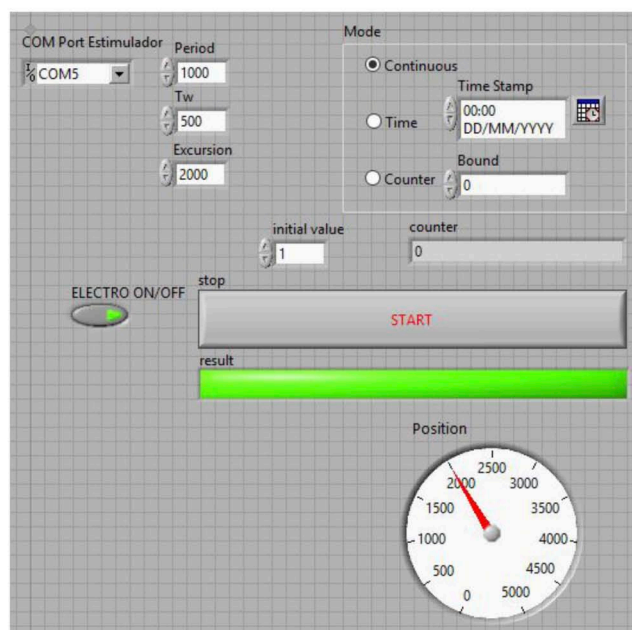 COM Port Estimulador
COM5
Period
1000
Tw
500
Excursion
2000
Mode
Continuous
Time
Time Stamp
00:00
DD/MM/YYYY
Counter
Bound
0
initial value
1
counter
0
ELECTRO ON/OFF
stop
START
result
Position
0
500
1000
1500
2000
2500
3000
3500
4000
4500
5000